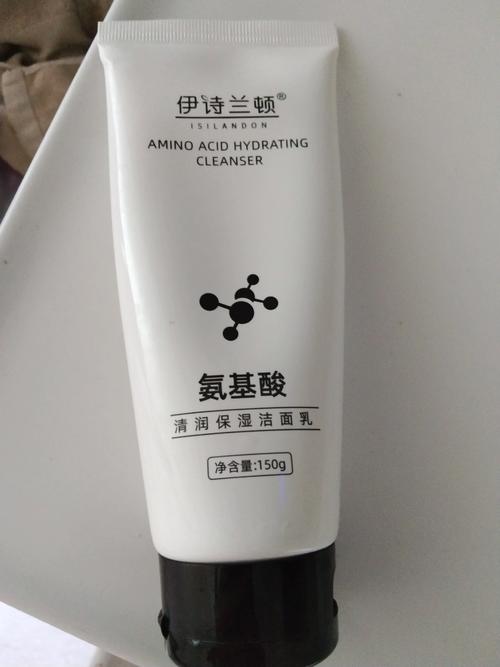 伊诗兰顿®
ISILANDON
AMINO ACID HYDRATING
CLEANSER
氨基酸
清润保湿洁面乳
净含量:150g